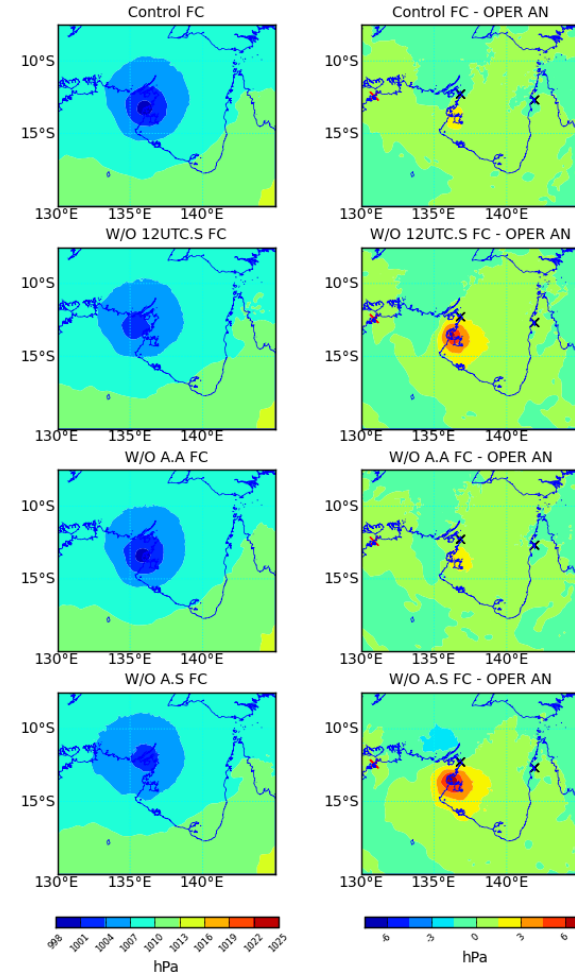 Control FC
Control FC - OPER AN
10°S
15°S
130°E 135°E 140°E
130°E 135°E 140°E
W/O 12UTC.S FC
W/O 12UTC.S FC - OPER AN
10°S
10°S
15°S
15°S
130°E 135°E 140°E
130°E 135°E 140°E
W/O A.A FC
W/O A.A FC - OPER AN
10°S
10°S
15°S
15°S
130°E 135°E 140°E
130°E 135°E 140°E
W/O A.S FC
W/O A.S FC - OPER AN
10°S
10°S
15°S
15°S
130°E 135°E 140°E
130°E 135°E 140°E
998 1001 1004 1007 1010 1013 1016 1019 1022 1025
-6 -3 0 3 6
hPa
hPa